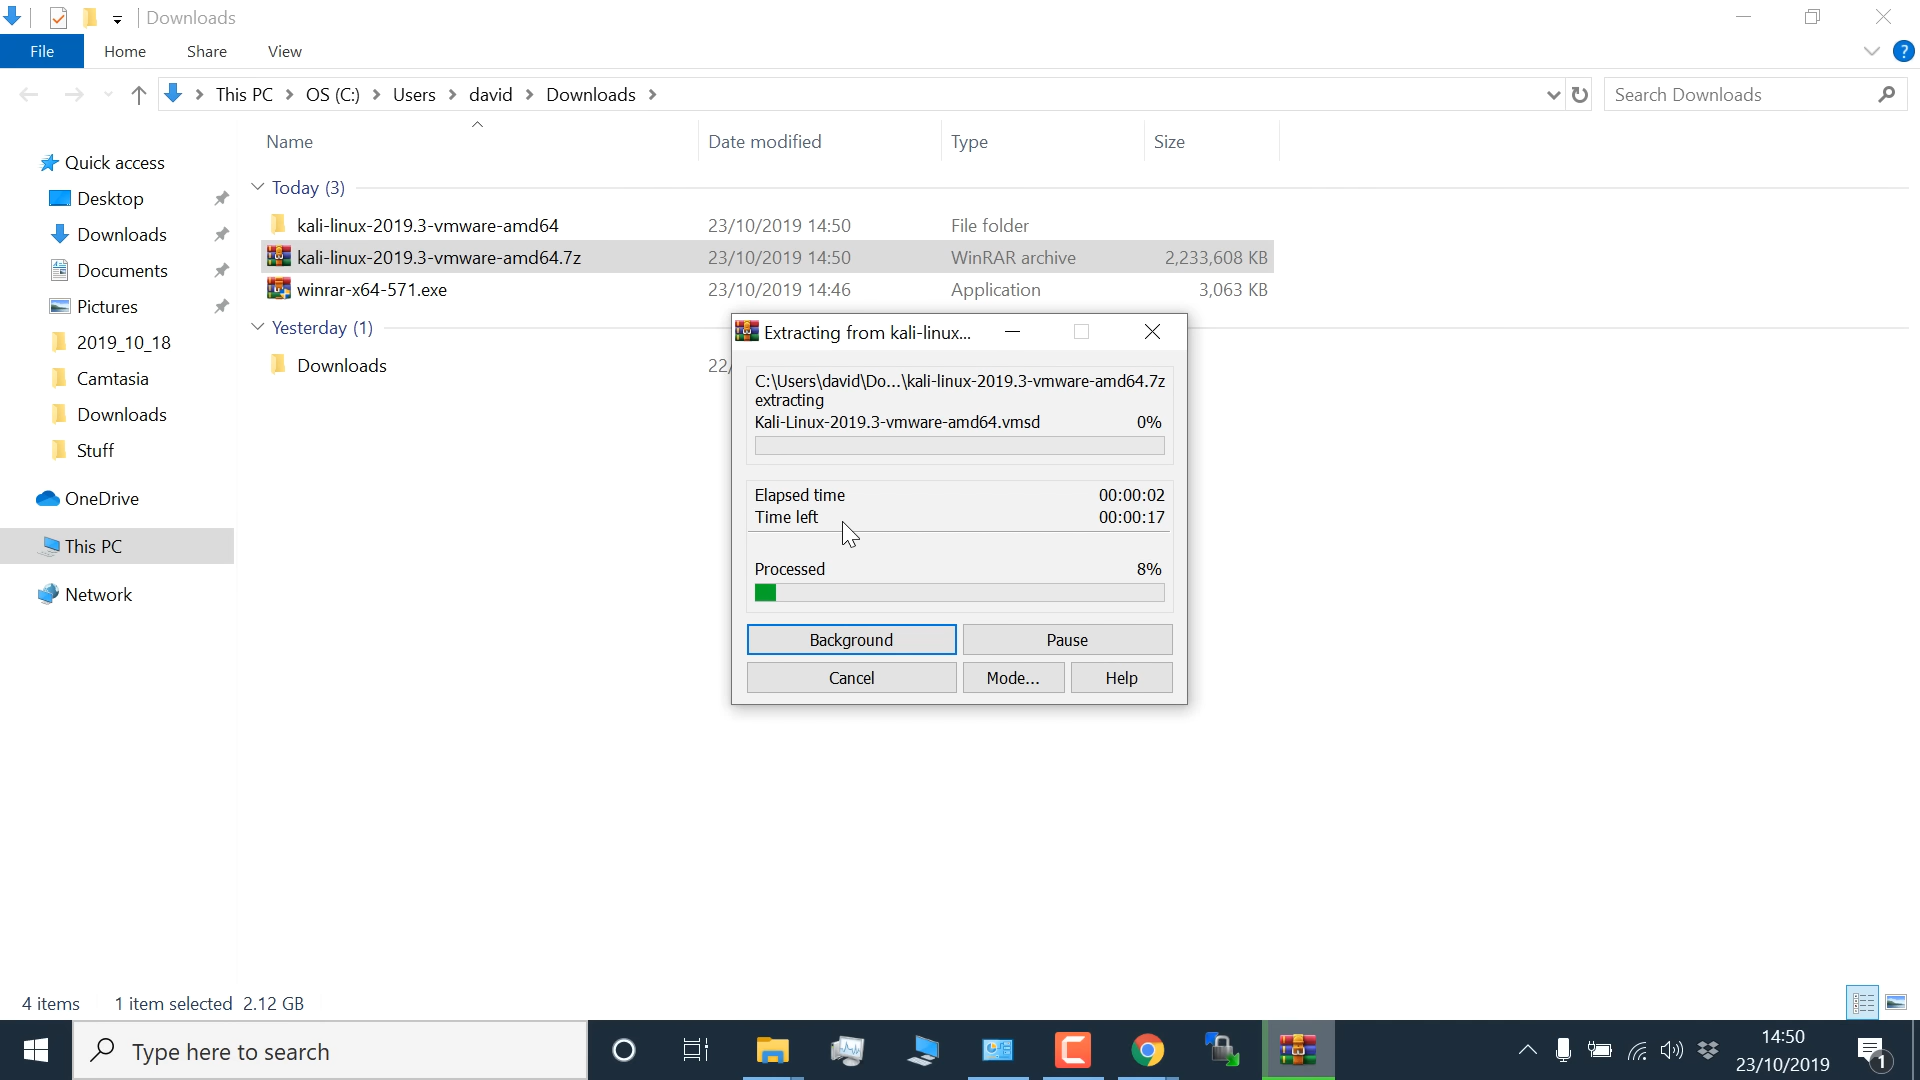 Downloads
File Home Share View
This PC OS (C:) Users david Downloads
Search Downloads
Name Date modified Type Size
Quick access
Desktop
Downloads
Documents
Pictures
2019_10_18
Camtasia
Downloads
Stuff
OneDrive
This PC
Network
Today (3)
kali-linux-2019.3-vmware-amd64 23/10/2019 14:50 File folder
kali-linux-2019.3-vmware-amd64.7z 23/10/2019 14:50 WinRAR archive 2,233,608 KB
winrar-x64-571.exe 23/10/2019 14:46 Application 3,063 KB
Yesterday (1)
Downloads 22/
Extracting from kali-linux...
C:\Users\david\Do...\kali-linux-2019.3-vmware-amd64.7z
extracting
Kali-Linux-2019.3-vmware-amd64.vmsd 0%
Elapsed time 00:00:02
Time left 00:00:17
Processed 8%
Background Pause
Cancel Mode... Help
4 items 1 item selected 2.12 GB
Type here to search
14:50
23/10/2019
1